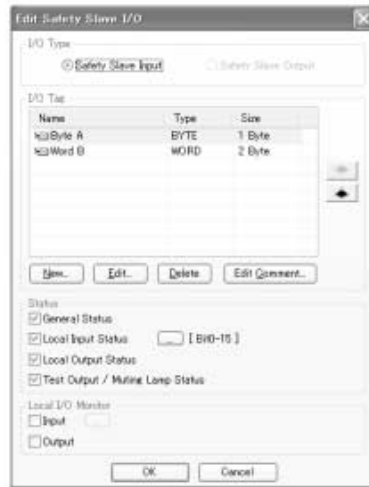 Edit Safety Slave I/O
I/O Type
Safety Slave Input
Safety Slave Output
I/O Tag
Name Type Size
Byte A BYTE 1 Byte
Word B WORD 2 Byte
New... Edit... Delete Edit Comment...
Status
General Status
Local Input Status ... [ Bit0-15 ]
Local Output Status
Test Output / Muting Lamp Status
Local I/O Monitor
Input ...
Output
OK Cancel